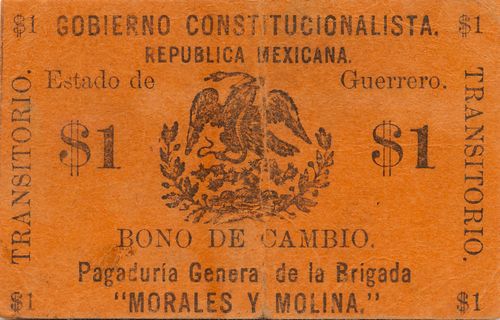 $1 GOBIERNO CONSTITUCIONALISTA. $1
REPUBLICA MEXICANA.
Estado de Guerrero.
TRANSITORIO.
$1 $1
TRANSITORIO.
BONO DE CAMBIO.
Pagaduría Genera de la Brigada
$1 "MORALES Y MOLINA." $1